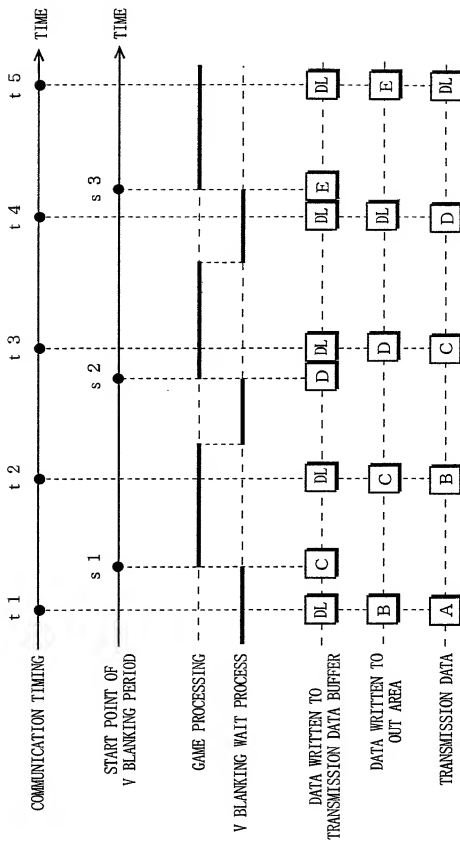 t 1 t 2 t 3 t 4 t 5
COMMUNICATION TIMING TIME
s 1 s 2 s 3
START POINT OF
V BLANKING PERIOD TIME
GAME PROCESSING
V BLANKING WAIT PROCESS
DATA WRITTEN TO
TRANSMISSION DATA BUFFER
DL C DL D DL DL E DL
DATA WRITTEN TO
OUT AREA
B C D DL E
TRANSMISSION DATA
A B C D DL